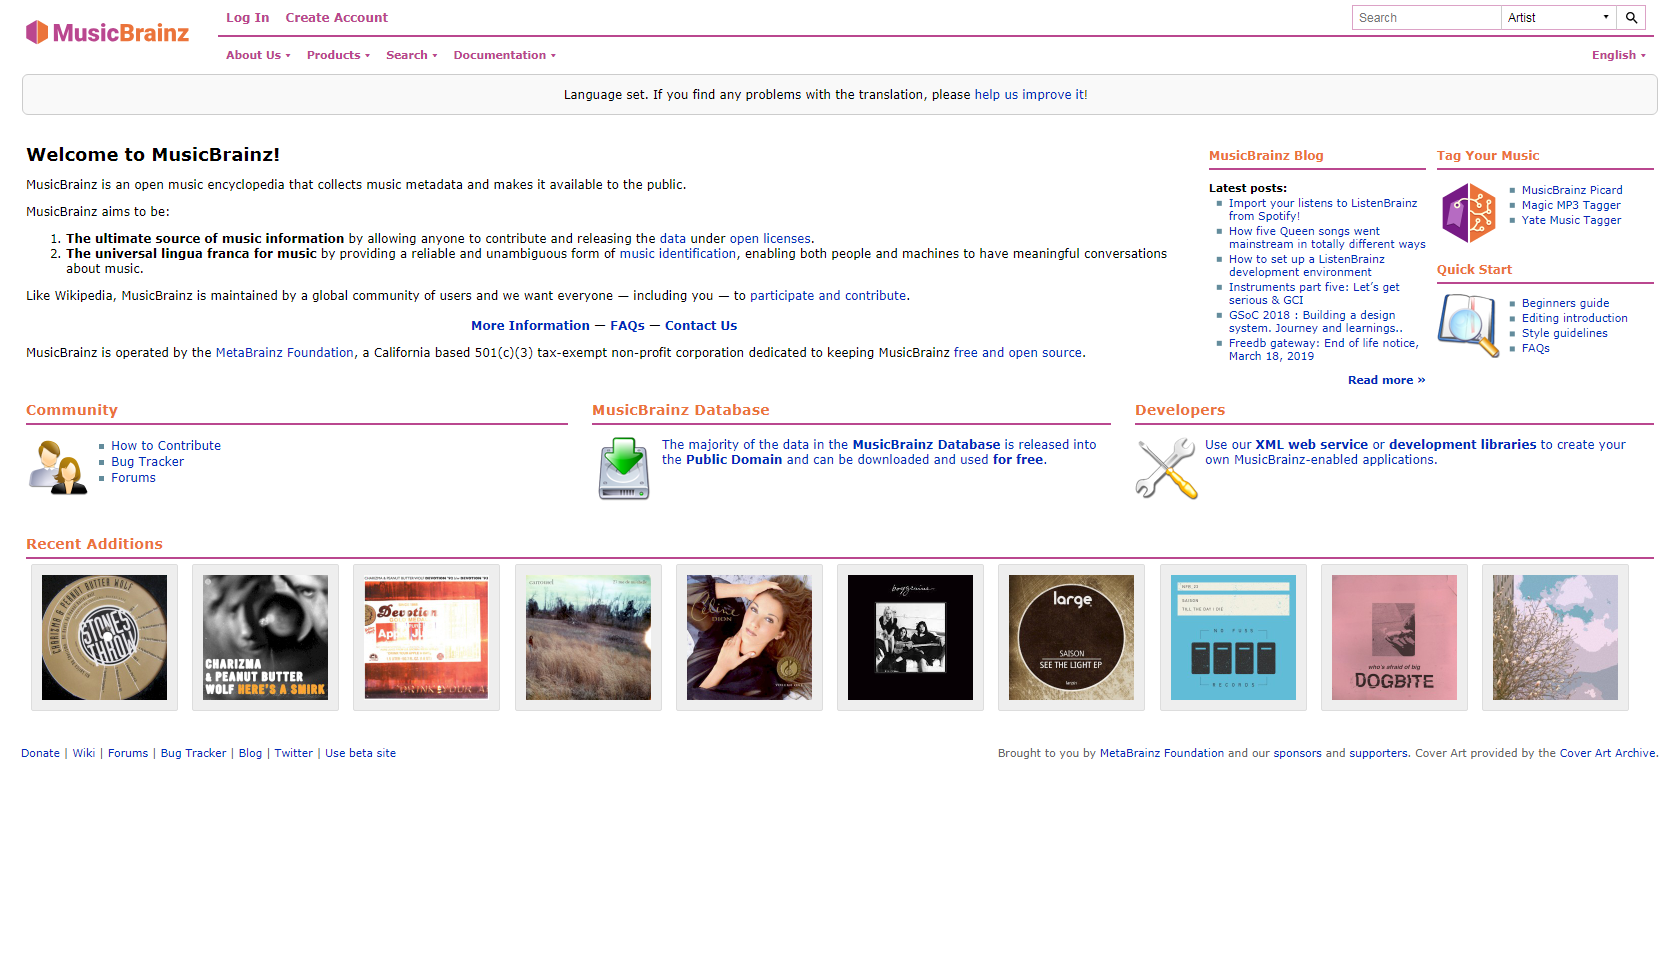 MusicBrainz
Log In Create Account
Search Artist
About Us Products Search Documentation
English
Language set. If you find any problems with the translation, please help us improve it!
Welcome to MusicBrainz!
MusicBrainz is an open music encyclopedia that collects music metadata and makes it available to the public.
MusicBrainz aims to be:
1. The ultimate source of music information by allowing anyone to contribute and releasing the data under open licenses.
2. The universal lingua franca for music by providing a reliable and unambiguous form of music identification, enabling both people and machines to have meaningful conversations
about music.
Like Wikipedia, MusicBrainz is maintained by a global community of users and we want everyone — including you — to participate and contribute.
More Information — FAQs — Contact Us
MusicBrainz is operated by the MetaBrainz Foundation, a California based 501(c)(3) tax-exempt non-profit corporation dedicated to keeping MusicBrainz free and open source.
MusicBrainz Blog
Latest posts:
Import your listens to ListenBrainz
from Spotify!
How five Queen songs went
mainstream in totally different ways
How to set up a ListenBrainz
development environment
Instruments part five: Let's get
serious & GCI
GSoC 2018 : Building a design
system. Journey and learnings..
Freedb gateway: End of life notice,
March 18, 2019
Read more »
Tag Your Music
MusicBrainz Picard
Magic MP3 Tagger
Yate Music Tagger
Quick Start
Beginners guide
Editing introduction
Style guidelines
FAQs
Community
How to Contribute
Bug Tracker
Forums
MusicBrainz Database
The majority of the data in the MusicBrainz Database is released into
the Public Domain and can be downloaded and used for free.
Developers
Use our XML web service or development libraries to create your
own MusicBrainz-enabled applications.
Recent Additions
CHARIZMA & PEANUT BUTTER WOLF
STONES
THROW
CHARIZMA
& PEANUT BUTTER
WOLF HERE'S A SMIRK
Devotion
carousel
Celine
DION
boygenius
large
SAISON
SEE THE LIGHT EP
SAISON
TILL THE DAY I DIE
NO FUSS
RECORDS
who's afraid of big
DOGBITE
Donate | Wiki | Forums | Bug Tracker | Blog | Twitter | Use beta site
Brought to you by MetaBrainz Foundation and our sponsors and supporters. Cover Art provided by the Cover Art Archive.